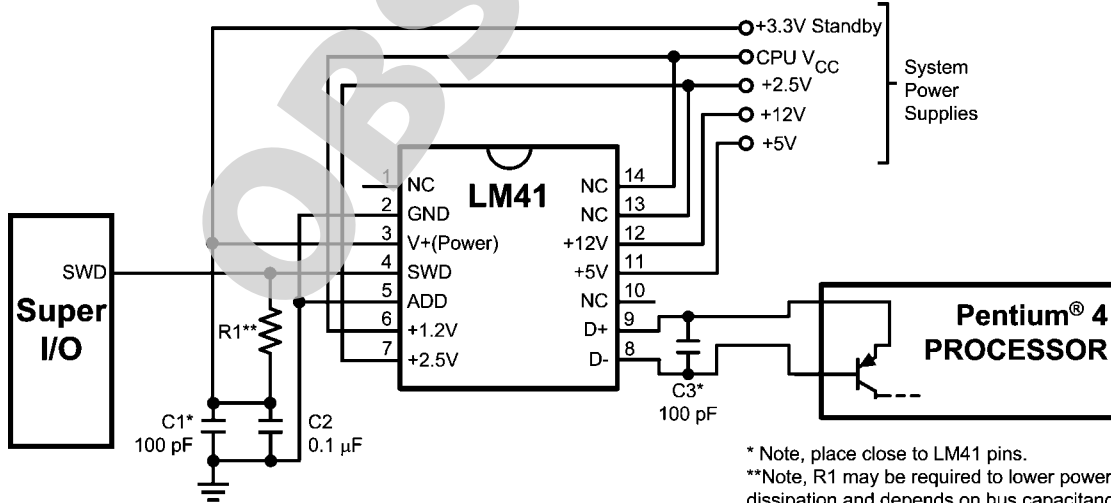 OBS
+3.3V Standby
CPU VCC
+2.5V
+12V
+5V
System
Power
Supplies
LM41
1 NC
2 GND
3 V+(Power)
4 SWD
5 ADD
6 +1.2V
7 +2.5V
NC 14
NC 13
+12V 12
+5V 11
NC 10
D+ 9
D- 8
SWD
Super
I/O
R1**
C1*
100 pF
C2
0.1 μF
C3*
100 pF
Pentium® 4
PROCESSOR
* Note, place close to LM41 pins.
**Note, R1 may be required to lower power
dissipation and depends on bus capacitance